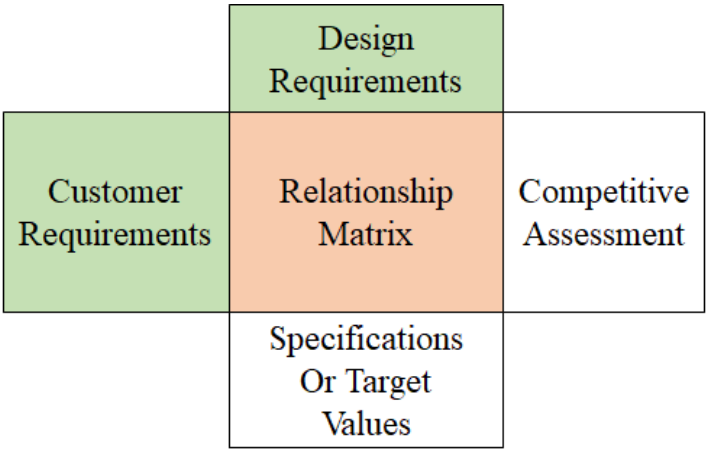 Design
Requirements
Customer
Requirements
Relationship
Matrix
Competitive
Assessment
Specifications
Or Target
Values